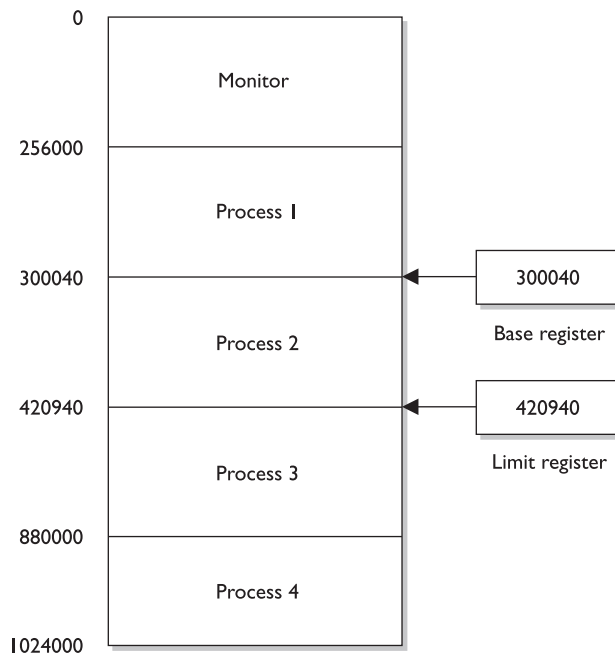 0
Monitor
256000
Process 1
300040
300040
Base register
Process 2
420940
420940
Limit register
Process 3
880000
Process 4
1024000